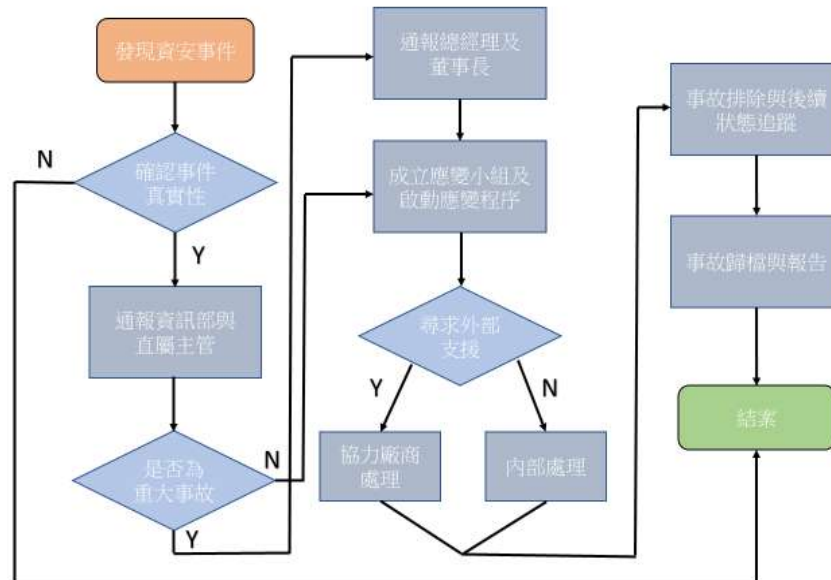 發現資安事件
確認事件
真實性
N
Y
通報資訊部與
直屬主管
是否為
重大事故
N
Y
通報總經理及
董事長
成立應變小組及
啟動應變程序
尋求外部
支援
Y
N
協力廠商
處理
內部處理
事故排除與後續
狀態追蹤
事故歸檔與報告
結案